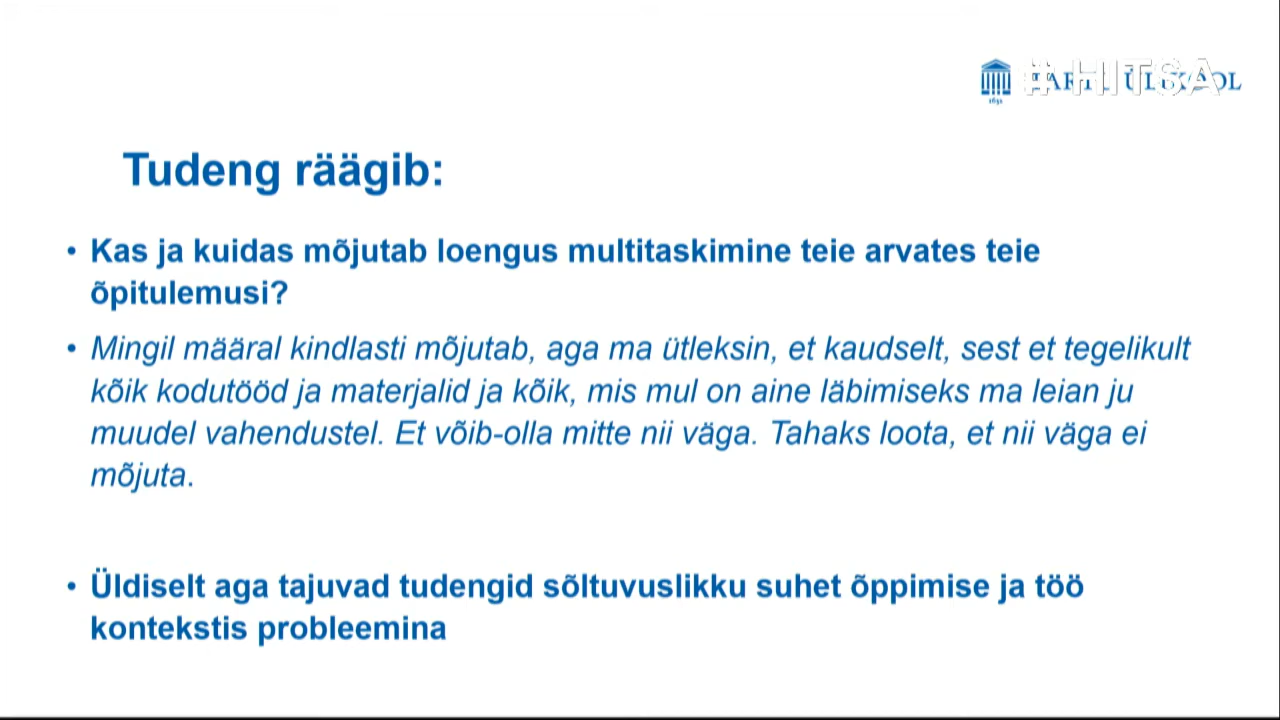 #HITSA
1632
Tudeng räägib:
• Kas ja kuidas mõjutab loengus multitaskimine teie arvates teie
õpitulemusi?
• Mingil määral kindlasti mõjutab, aga ma ütleksin, et kaudselt, sest et tegelikult
kõik kodutööd ja materjalid ja kõik, mis mul on aine läbimiseks ma leian ju
muudel vahendustel. Et võib-olla mitte nii väga. Tahaks loota, et nii väga ei
mõjuta.
• Üldiselt aga tajuvad tudengid sõltuvuslikku suhet õppimise ja töö
kontekstis probleemina